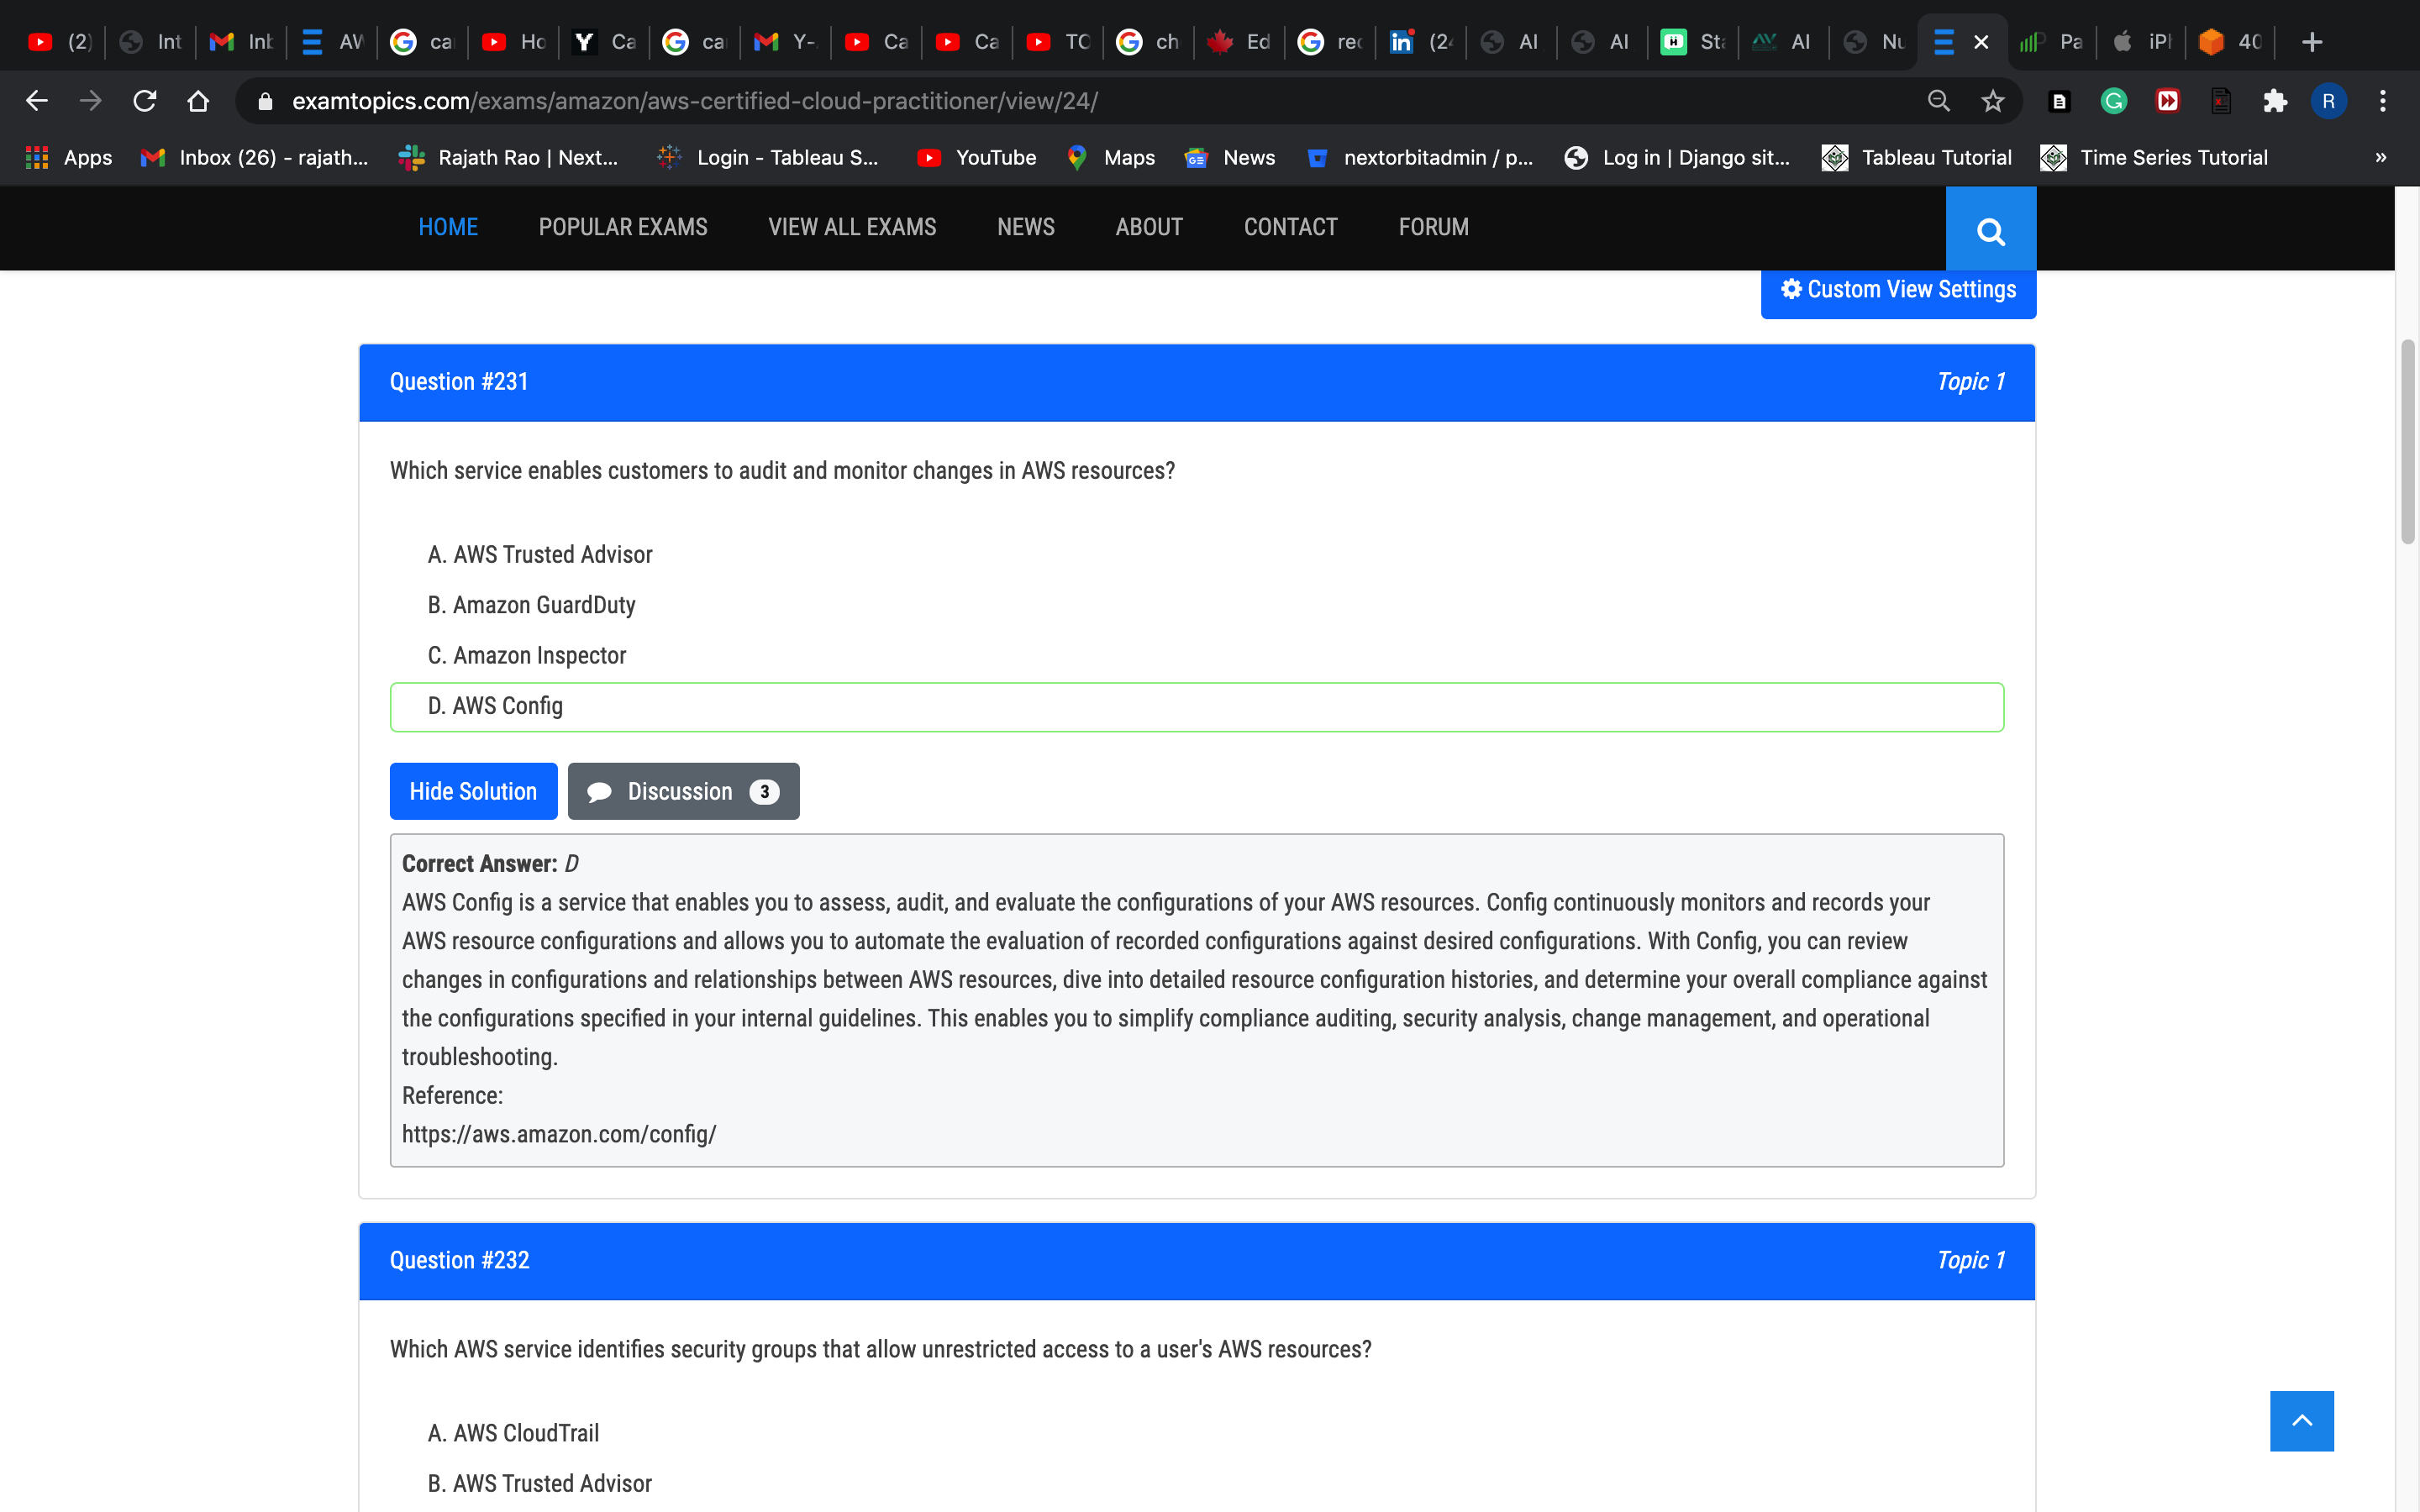 (2)
Int
AW
ca
Ho
Ca
ca
Y-
Ca
Ca
TO
ch
Ed
rec
AI
AI
Sta
AI
Nu
Pa
iPh
40
examtopics.com/exams/amazon/aws-certified-cloud-practitioner/view/24/
R
Apps
Inbox (26) - rajath...
Rajath Rao | Next...
Login - Tableau S...
YouTube
Maps
News
nextorbitadmin / p...
Log in | Django sit...
Tableau Tutorial
Time Series Tutorial
»
HOME
POPULAR EXAMS
VIEW ALL EXAMS
NEWS
ABOUT
CONTACT
FORUM
Custom View Settings
Question #231
Topic 1
Which service enables customers to audit and monitor changes in AWS resources?
A. AWS Trusted Advisor
B. Amazon GuardDuty
C. Amazon Inspector
D. AWS Config
Hide Solution
Discussion 3
Correct Answer: D
AWS Config is a service that enables you to assess, audit, and evaluate the configurations of your AWS resources. Config continuously monitors and records your
AWS resource configurations and allows you to automate the evaluation of recorded configurations against desired configurations. With Config, you can review
changes in configurations and relationships between AWS resources, dive into detailed resource configuration histories, and determine your overall compliance against
the configurations specified in your internal guidelines. This enables you to simplify compliance auditing, security analysis, change management, and operational
troubleshooting.
Reference:
https://aws.amazon.com/config/
Question #232
Topic 1
Which AWS service identifies security groups that allow unrestricted access to a user's AWS resources?
A. AWS CloudTrail
B. AWS Trusted Advisor